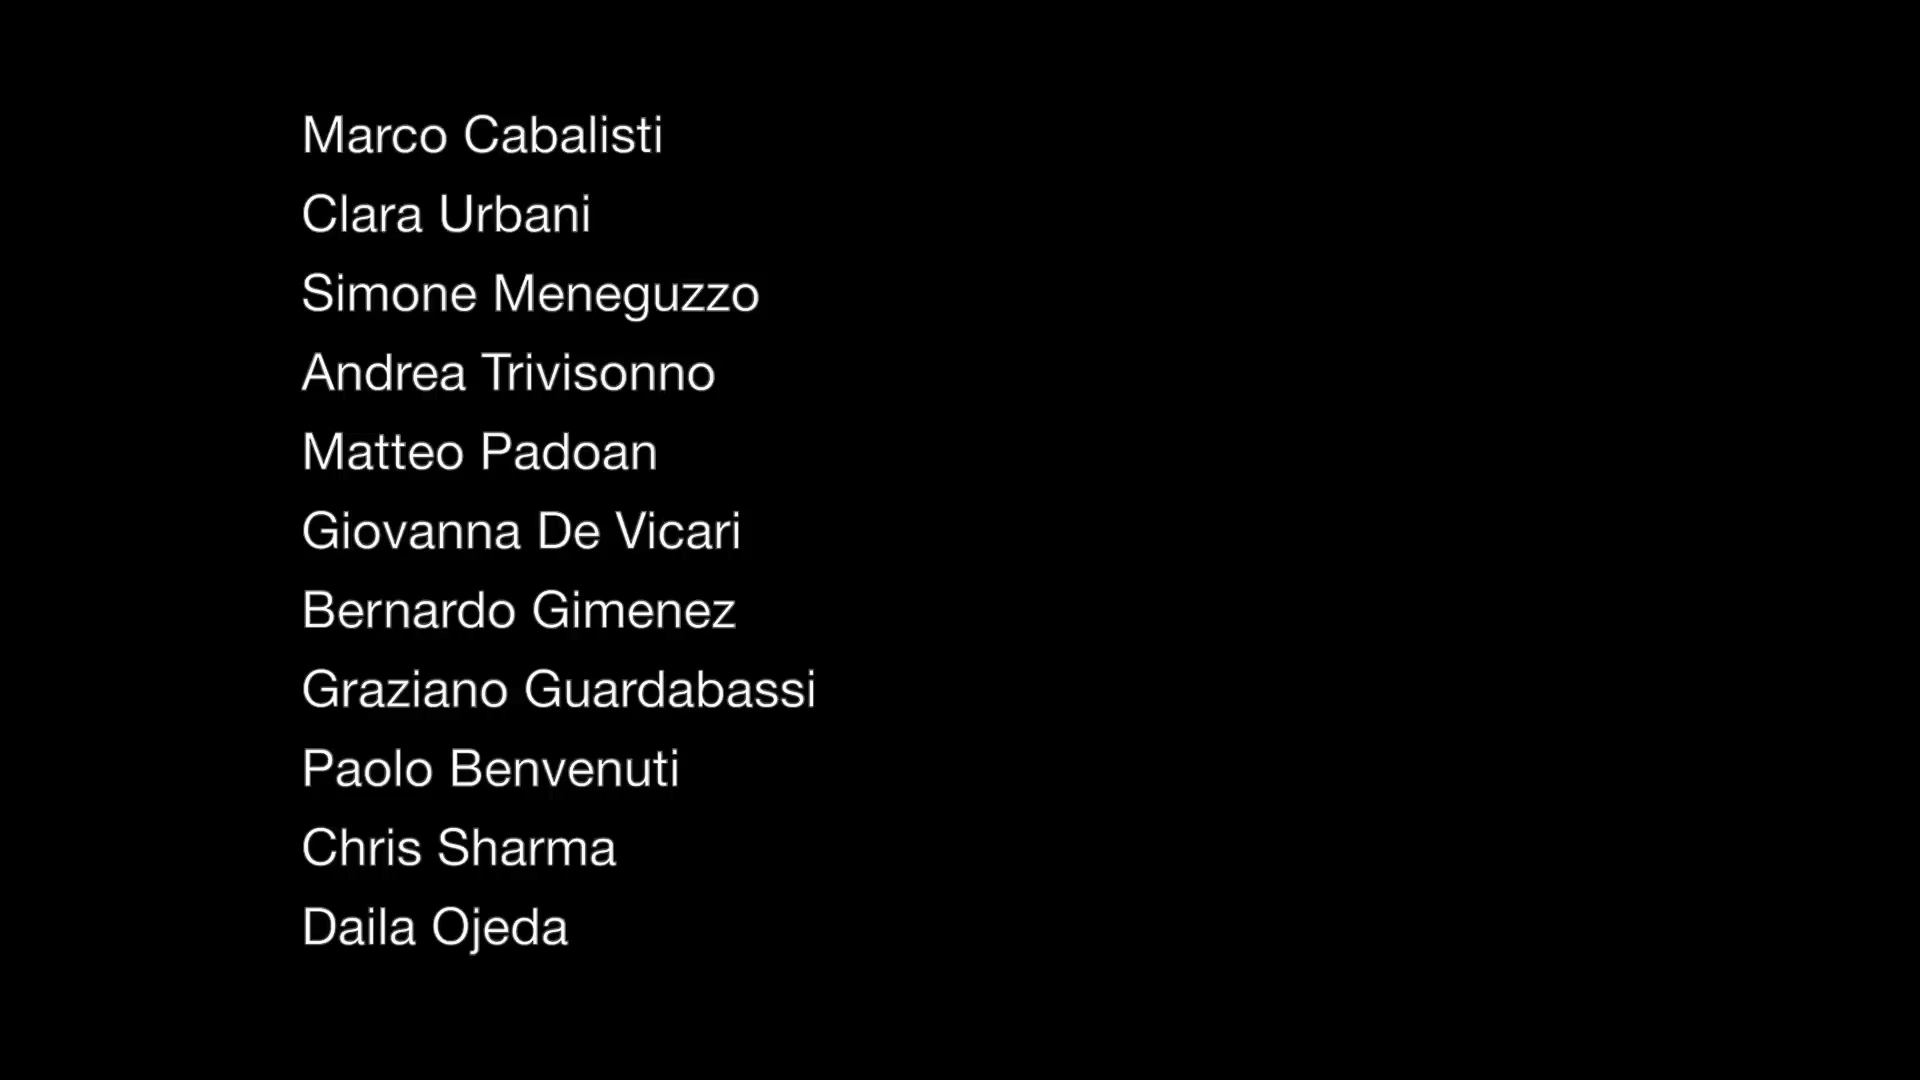 Marco Cabalisti
Clara Urbani
Simone Meneguzzo
Andrea Trivisonno
Matteo Padoan
Giovanna De Vicari
Bernardo Gimenez
Graziano Guardabassi
Paolo Benvenuti
Chris Sharma
Daila Ojeda